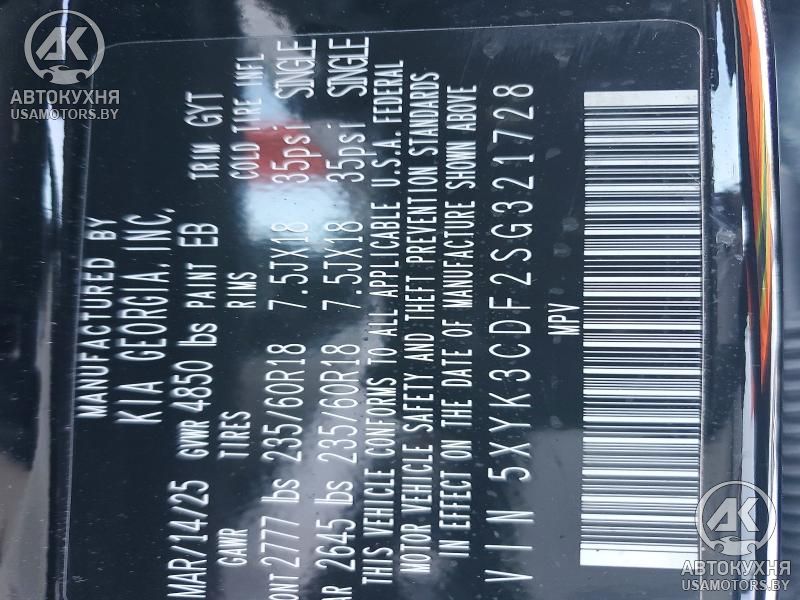 АВТОКУХНЯ
USAMOTORS.BY
MANUFACTURED BY
KIA GEORGIA, INC.
MAR/14/25 GVWR 4850 lbs PAINT EB TRIM GYT
GAWR TIRES RIMS COLD TIRE INFL
2777 lbs 235/60R18 7.5JX18 35psi SINGLE
2645 lbs 235/60R18 7.5JX18 35psi SINGLE
THIS VEHICLE CONFORMS TO ALL APPLICABLE U.S.A. FEDERAL
MOTOR VEHICLE SAFETY AND THEFT PREVENTION STANDARDS
IN EFFECT ON THE DATE OF MANUFACTURE SHOWN ABOVE
VIN 5XYK3CDF2SG321728
MPV
АВТОКУХНЯ
USAMOTORS.BY